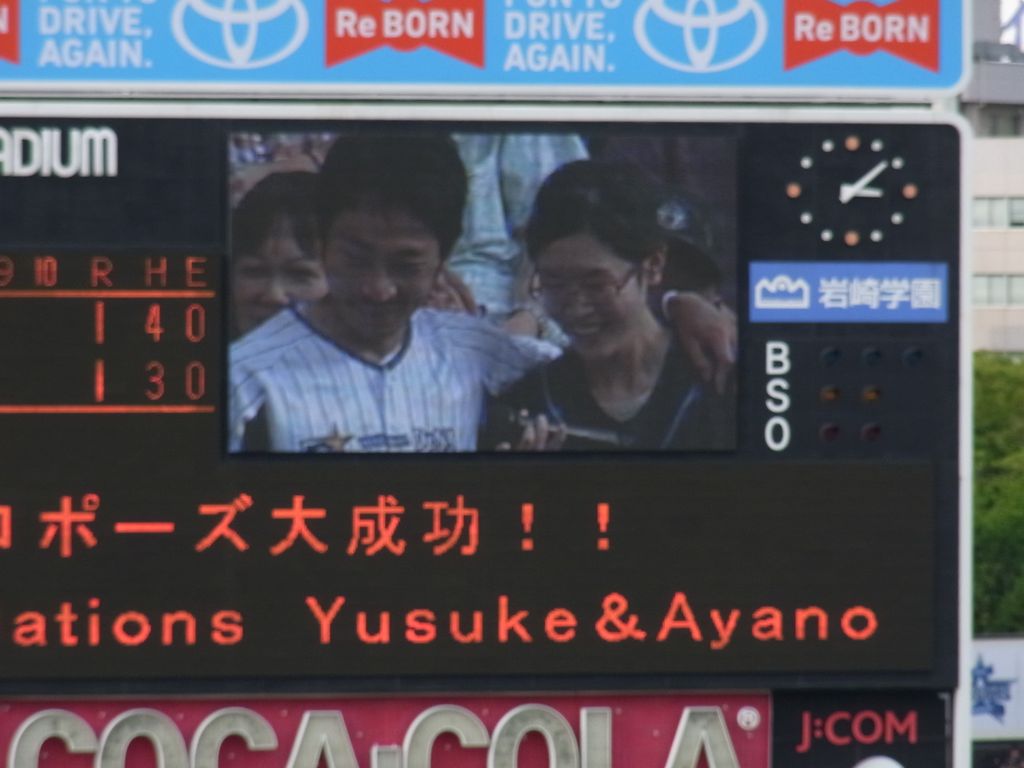 DRIVE,
AGAIN.
Re BORN
DRIVE,
AGAIN.
Re BORN
ADIUM
9 10 R H E
1 4 0
1 3 0
岩崎学園
B
S
O
ロポーズ大成功！！
ations Yusuke&Ayano
COCA-COLA®
J:COM